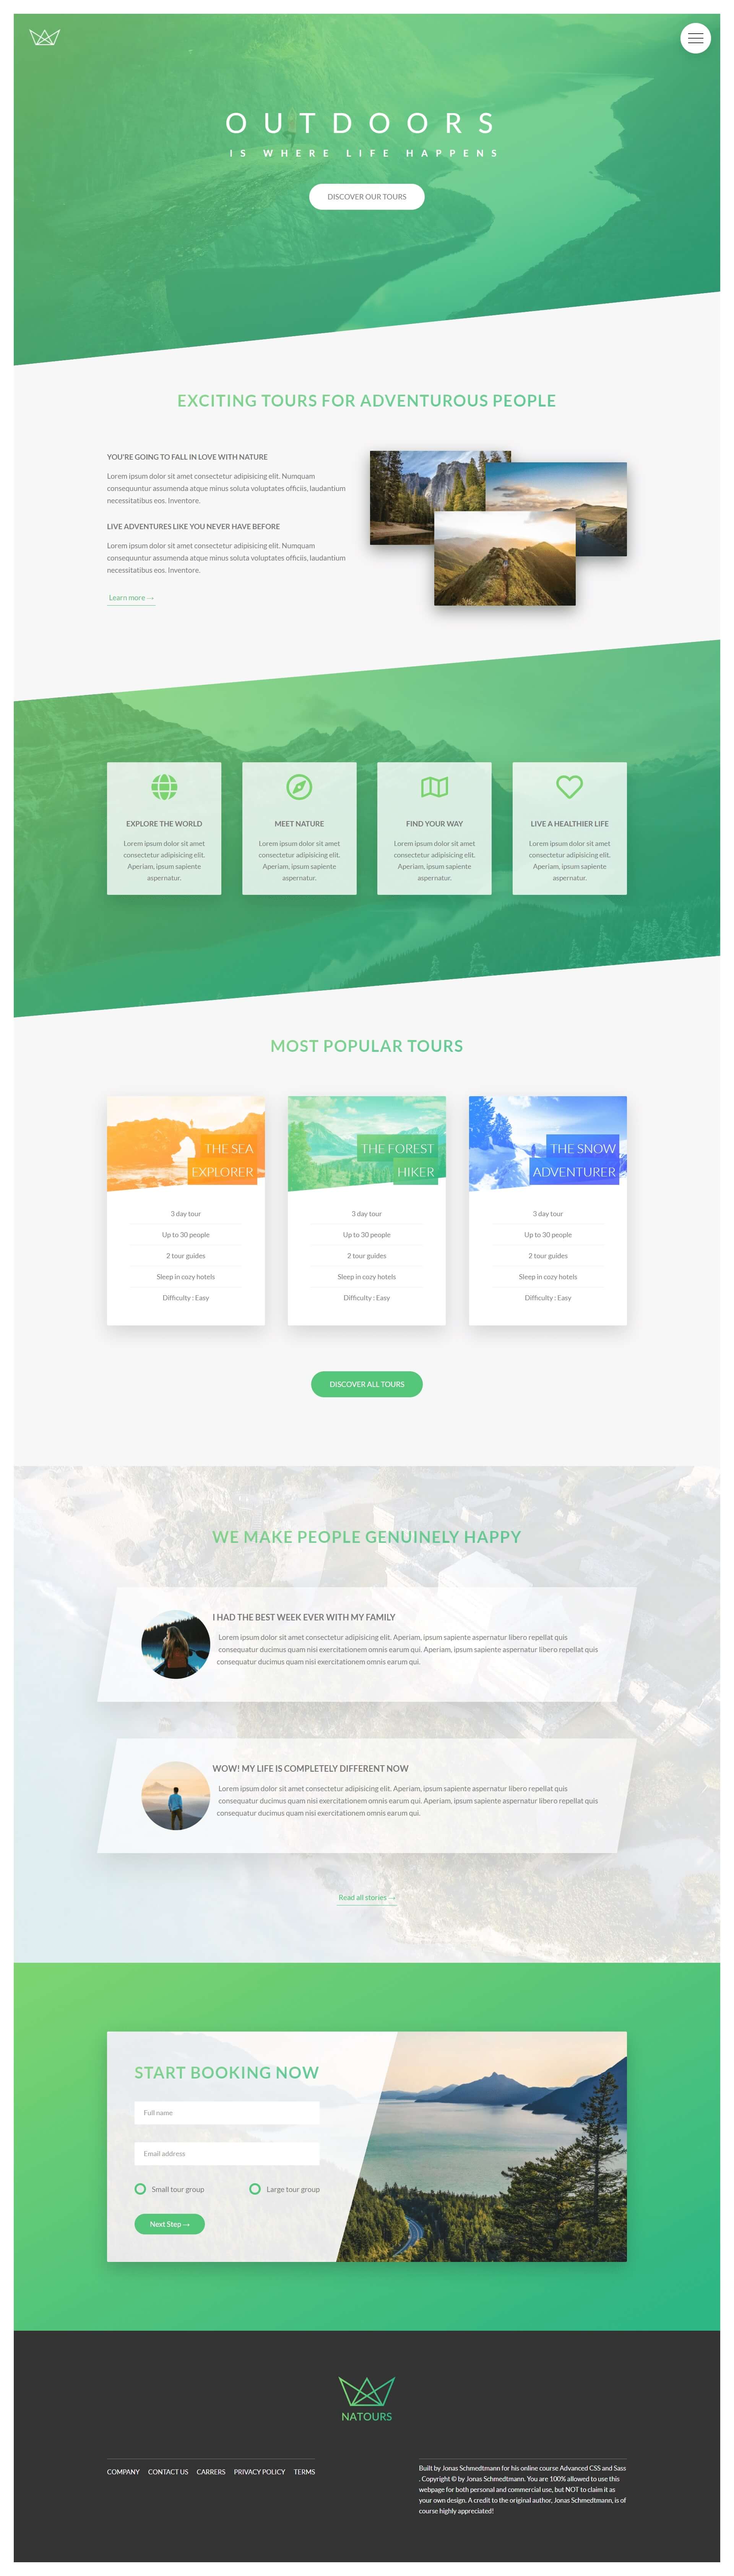 OUTDOORS
IS WHERE LIFE HAPPENS
DISCOVER OUR TOURS
EXCITING TOURS FOR ADVENTUROUS PEOPLE
YOU'RE GOING TO FALL IN LOVE WITH NATURE
Lorem ipsum dolor sit amet consectetur adipisicing elit. Numquam
consequuntur assumenda atque minus soluta voluptates officiis, laudantium
necessitatibus eos. Inventore.
LIVE ADVENTURES LIKE YOU NEVER HAVE BEFORE
Lorem ipsum dolor sit amet consectetur adipisicing elit. Numquam
consequuntur assumenda atque minus soluta voluptates officiis, laudantium
necessitatibus eos. Inventore.
Learn more →
EXPLORE THE WORLD
Lorem ipsum dolor sit amet
consectetur adipisicing elit.
Aperiam, ipsum sapiente
aspernatur.
MEET NATURE
Lorem ipsum dolor sit amet
consectetur adipisicing elit.
Aperiam, ipsum sapiente
aspernatur.
FIND YOUR WAY
Lorem ipsum dolor sit amet
consectetur adipisicing elit.
Aperiam, ipsum sapiente
aspernatur.
LIVE A HEALTHIER LIFE
Lorem ipsum dolor sit amet
consectetur adipisicing elit.
Aperiam, ipsum sapiente
aspernatur.
MOST POPULAR TOURS
THE SEA
EXPLORER
3 day tour
Up to 30 people
2 tour guides
Sleep in cozy hotels
Difficulty : Easy
THE FOREST
HIKER
3 day tour
Up to 30 people
2 tour guides
Sleep in cozy hotels
Difficulty : Easy
THE SNOW
ADVENTURER
3 day tour
Up to 30 people
2 tour guides
Sleep in cozy hotels
Difficulty : Easy
DISCOVER ALL TOURS
WE MAKE PEOPLE GENUINELY HAPPY
I HAD THE BEST WEEK EVER WITH MY FAMILY
Lorem ipsum dolor sit amet consectetur adipisicing elit. Aperiam, ipsum sapiente aspernatur libero repellat quis
consequatur ducimus quam nisi exercitationem omnis earum qui. Aperiam, ipsum sapiente aspernatur libero repellat quis
consequatur ducimus quam nisi exercitationem omnis earum qui.
WOW! MY LIFE IS COMPLETELY DIFFERENT NOW
Lorem ipsum dolor sit amet consectetur adipisicing elit. Aperiam, ipsum sapiente aspernatur libero repellat quis
consequatur ducimus quam nisi exercitationem omnis earum qui. Aperiam, ipsum sapiente aspernatur libero repellat quis
consequatur ducimus quam nisi exercitationem omnis earum qui.
Read all stories →
START BOOKING NOW
Full name
Email address
Small tour group
Large tour group
Next Step →
NATOURS
COMPANY CONTACT US CARRERS PRIVACY POLICY TERMS
Built by Jonas Schmedtmann for his online course Advanced CSS and Sass
. Copyright © by Jonas Schmedtmann. You are 100% allowed to use this
webpage for both personal and commercial use, but NOT to claim it as
your own design. A credit to the original author, Jonas Schmedtmann, is of
course highly appreciated!